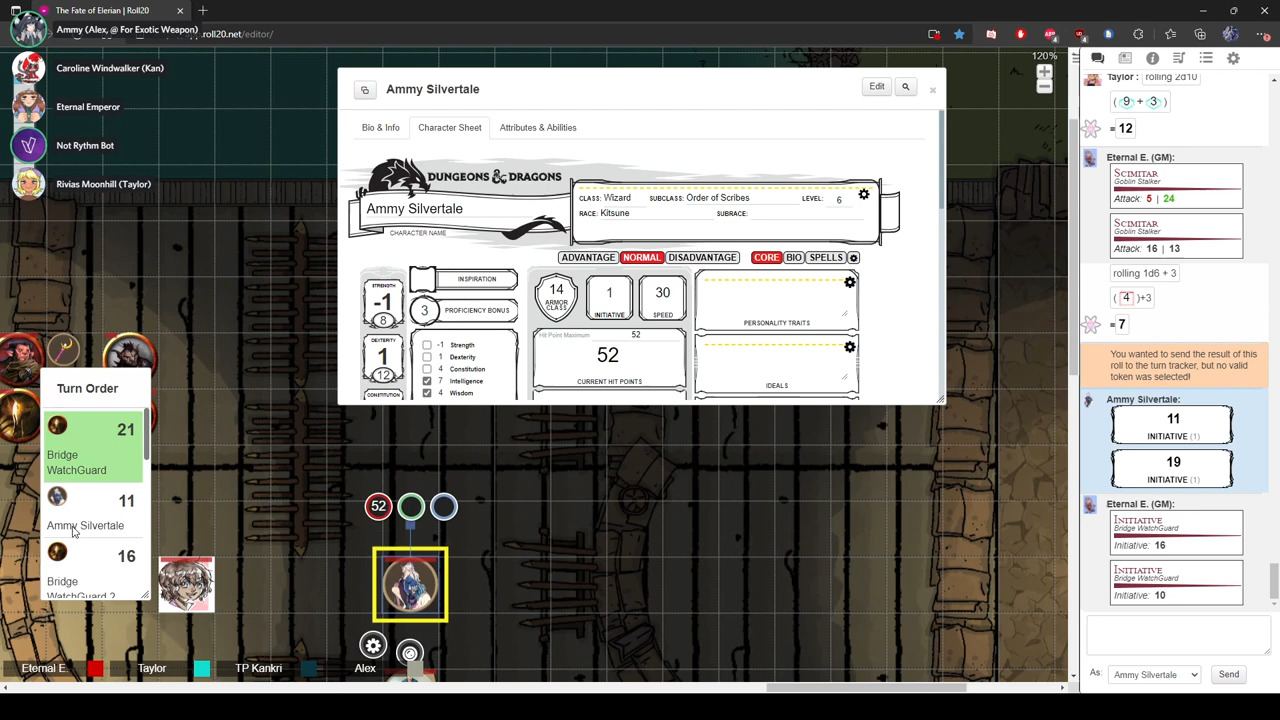 The Fate of Elerian | Roll20
Ammy (Alex, @ For Exotic Weapon)
.roll20.net/editor/
Caroline Windwalker (Kan)
Eternal Emperor
Not Rythm Bot
Rivias Moonhill (Taylor)
120%
Ammy Silvertale
Edit
Bio & Info
Character Sheet
Attributes & Abilities
DUNGEONS & DRAGONS
Ammy Silvertale
CHARACTER NAME
CLASS: Wizard SUBCLASS: Order of Scribes LEVEL: 6
RACE: Kitsune SUBRACE:
ADVANTAGE NORMAL DISADVANTAGE CORE BIO SPELLS
STRENGTH
-1
8
DEXTERITY
1
12
CONSTITUTION
INSPIRATION
3 PROFICIENCY BONUS
-1 Strength
1 Dexterity
4 Constitution
7 Intelligence
4 Wisdom
14
ARMOR
CLASS
1
INITIATIVE
30
SPEED
Hit Point Maximum 52
52
CURRENT HIT POINTS
PERSONALITY TRAITS
IDEALS
Turn Order
21
Bridge
WatchGuard
11
Ammy Silvertale
16
Bridge
WatchGuard 2
52
Eternal E.
Taylor
TP Kankri
Alex
Taylor : rolling 2d10
( 9 + 3 )
= 12
Eternal E. (GM):
SCIMITAR
Goblin Stalker
Attack: 5 | 24
SCIMITAR
Goblin Stalker
Attack: 16 | 13
rolling 1d6 + 3
( 4 )+3
= 7
You wanted to send the result of this
roll to the turn tracker, but no valid
token was selected!
Ammy Silvertale:
11
INITIATIVE (1)
19
INITIATIVE (1)
Eternal E. (GM):
INITIATIVE
Bridge WatchGuard
Initiative: 16
INITIATIVE
Bridge WatchGuard
Initiative: 10
As: Ammy Silvertale Send